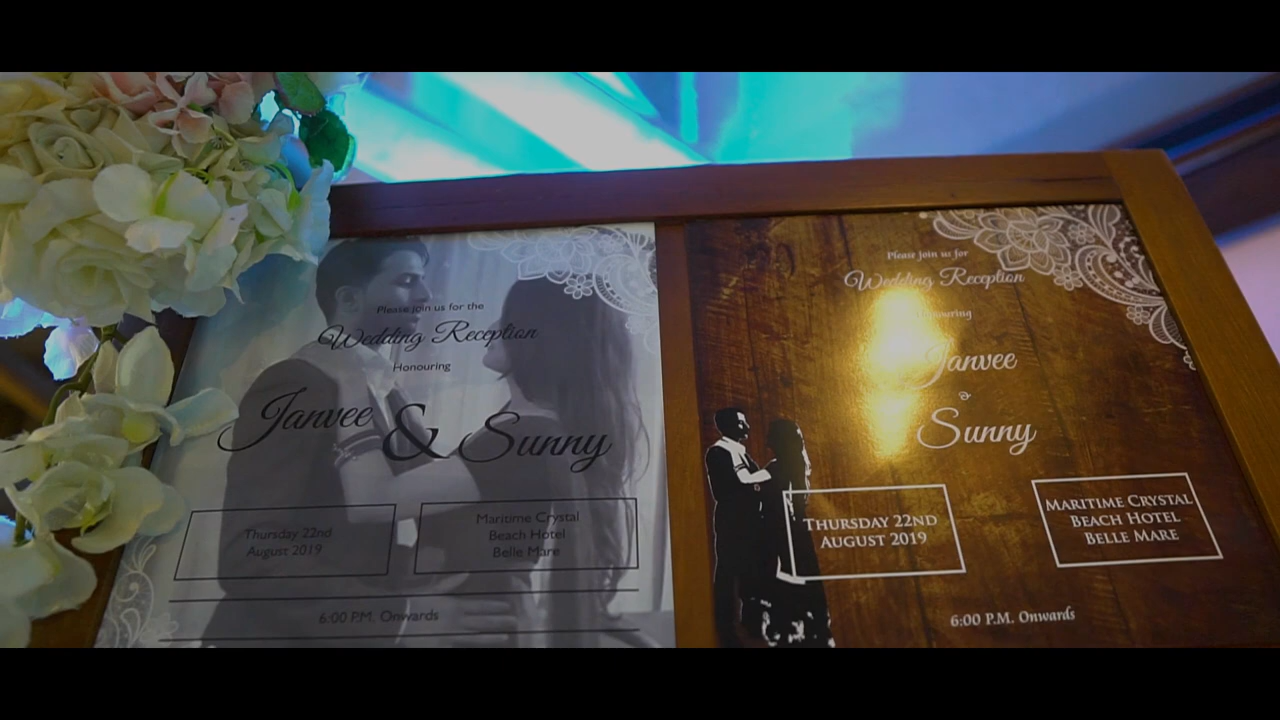 Please join us for the
Wedding Reception
Honouring
Janvee & Sunny
Thursday 22nd
August 2019
Maritime Crystal
Beach Hotel
Belle Mare
6:00 P.M. Onwards
Please join us for
Wedding Reception
Honouring
Janvee
&
Sunny
THURSDAY 22ND
AUGUST 2019
MARITIME CRYSTAL
BEACH HOTEL
BELLE MARE
6:00 P.M. Onwards